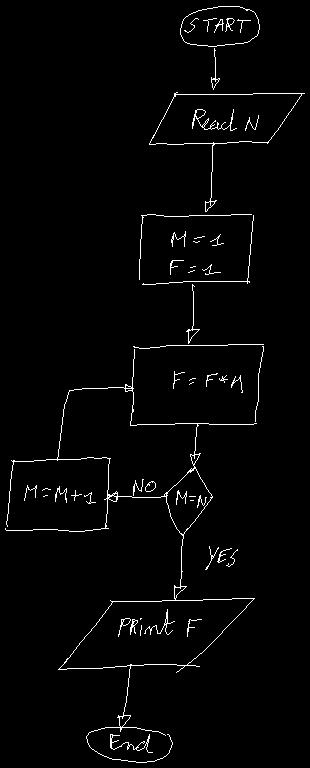 START
Read N
M=1
F=1
F=F*M
M=N
NO
M=M+1
YES
PRint F
End